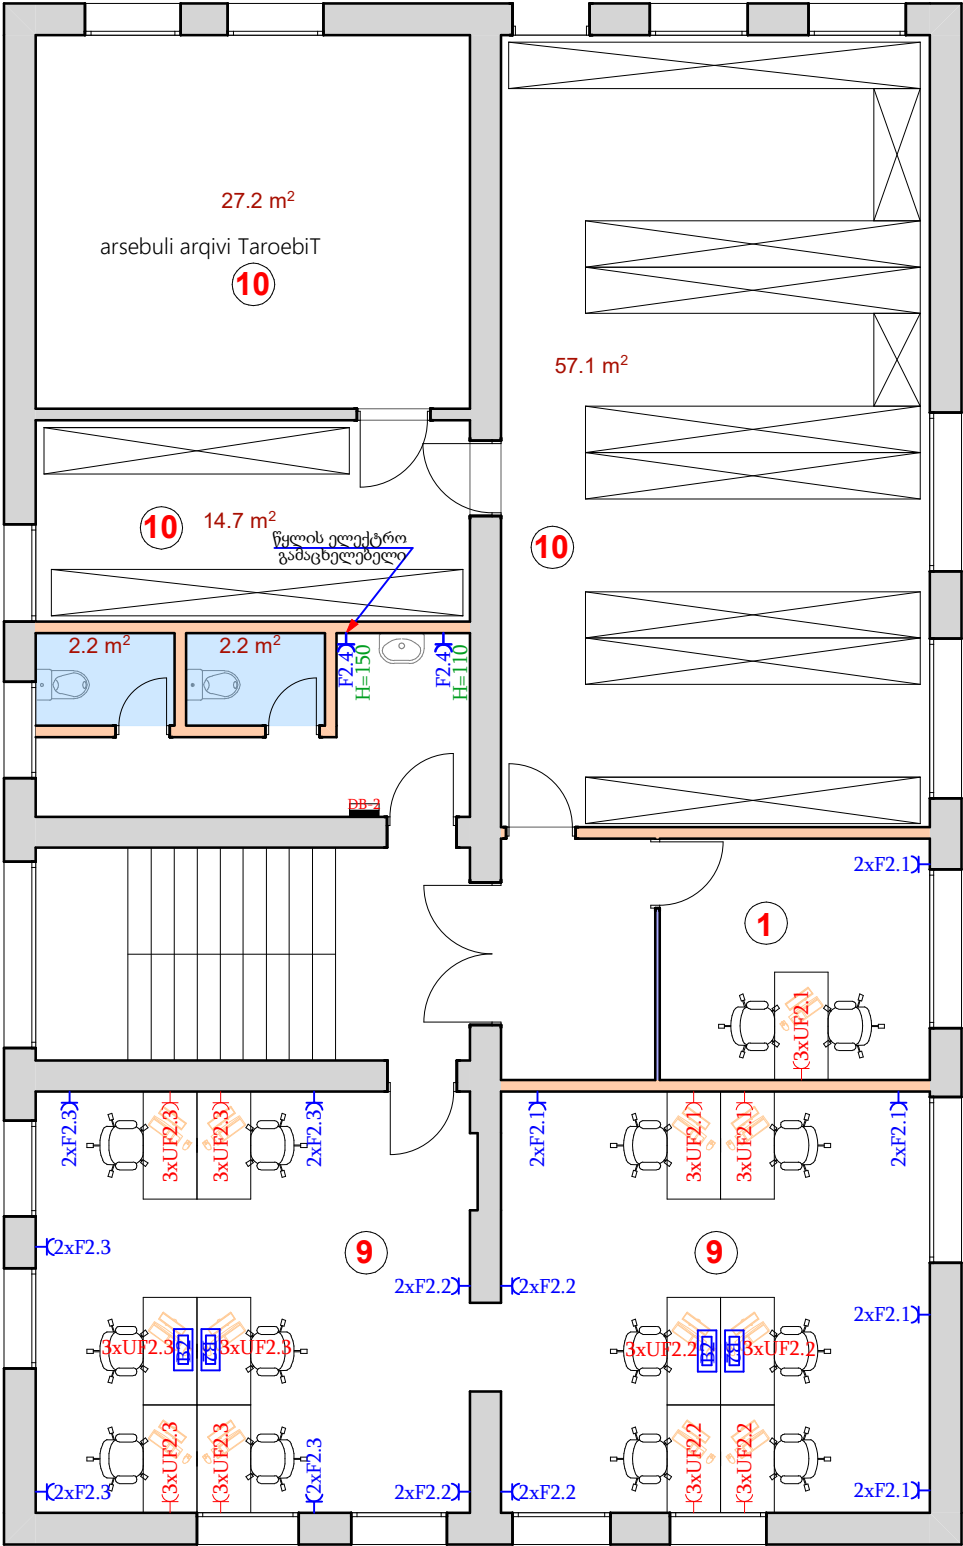 27.2 m²
arsebuli arqivi TaroebiT
10
57.1 m²
10
14.7 m²
წყლის ელექტრო
გამაცხელებელი
10
2.2 m²
2.2 m²
F2.4
H=150
F2.4
H=110
DB-2
2xF2.1
1
3xUF2.1
2xF2.3
3xUF2.3
3xUF2.3
2xF2.3
2xF2.1
3xUF2.1
3xUF2.1
2xF2.1
2xF2.3
9
9
2xF2.2
2xF2.2
2xF2.1
3xUF2.3
B2
B2
3xUF2.3
3xUF2.2
B2
B2
3xUF2.2
3xUF2.3
3xUF2.3
2xF2.3
3xUF2.2
3xUF2.2
2xF2.3
2xF2.2
2xF2.2
2xF2.1